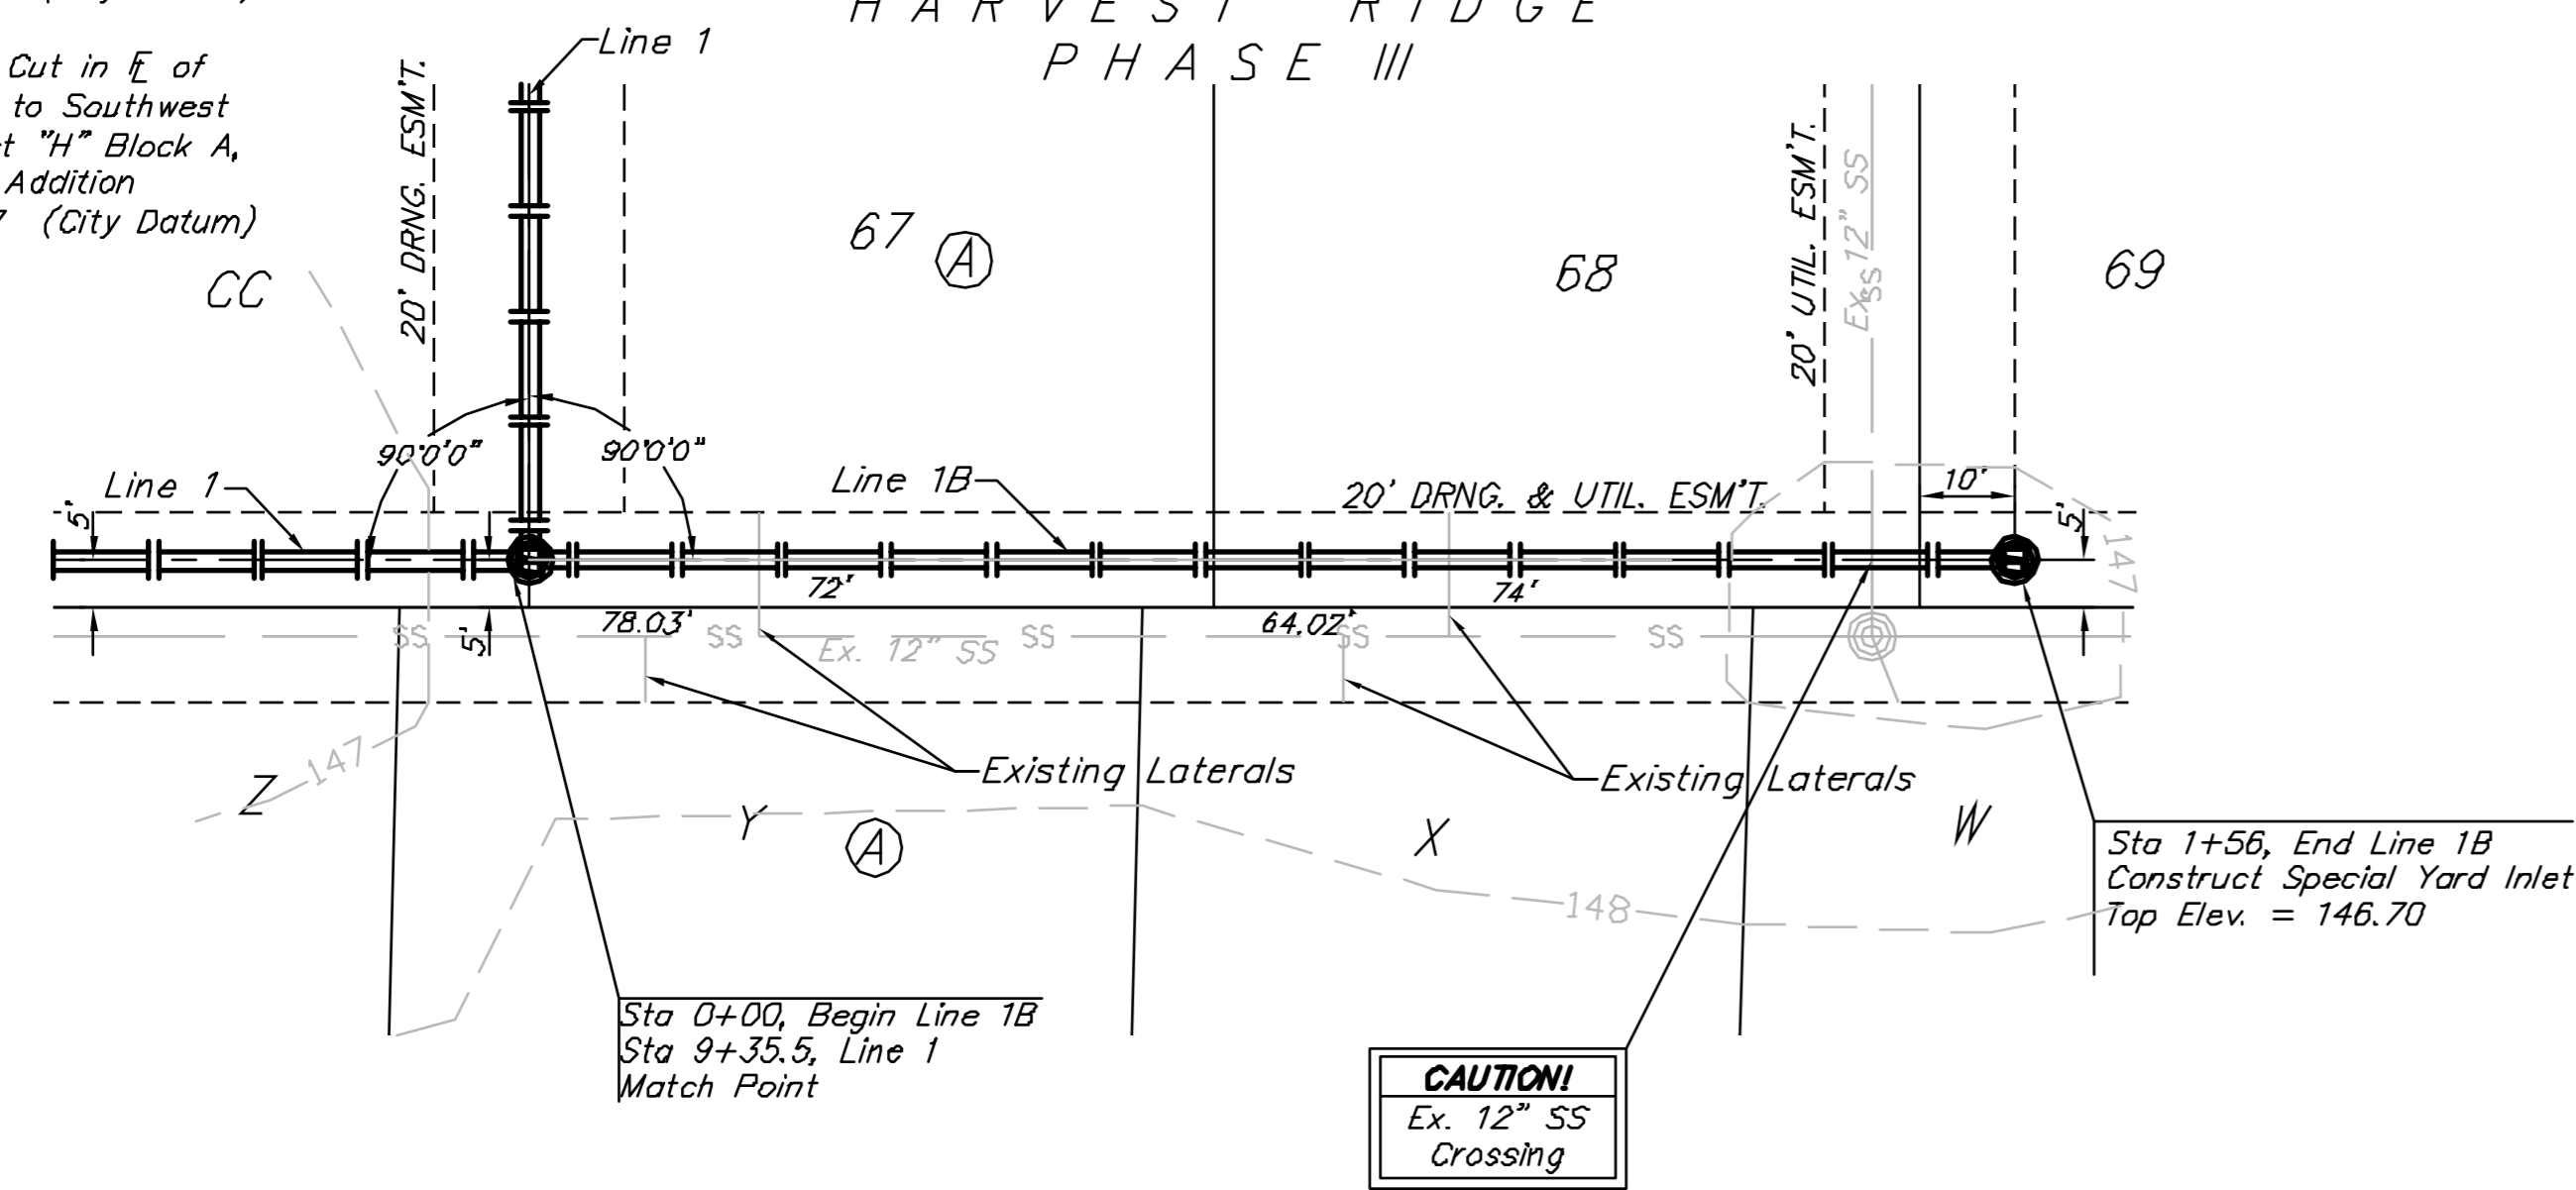 HARVEST RIDGE
PHASE III
Cut in ℄ of
to Southwest
"H" Block A,
Addition
(City Datum)
Line 1
20' DRNG. ESM'T.
67
A
68
20' UTIL. ESM'T.
Ex. 12" SS
SS
69
CC
90°0'0"
90°0'0"
Line 1
Line 1B
20' DRNG. & UTIL. ESM'T.
10'
5'
5'
147
72'
74'
5'
78.03'
64.02'
SS
SS
Ex. 12" SS
SS
SS
SS
147
Z
Existing Laterals
Existing Laterals
Y
A
X
W
148
Sta 1+56, End Line 1B
Construct Special Yard Inlet
Top Elev. = 146.70
Sta 0+00, Begin Line 1B
Sta 9+35.5, Line 1
Match Point
CAUTION!
Ex. 12" SS
Crossing